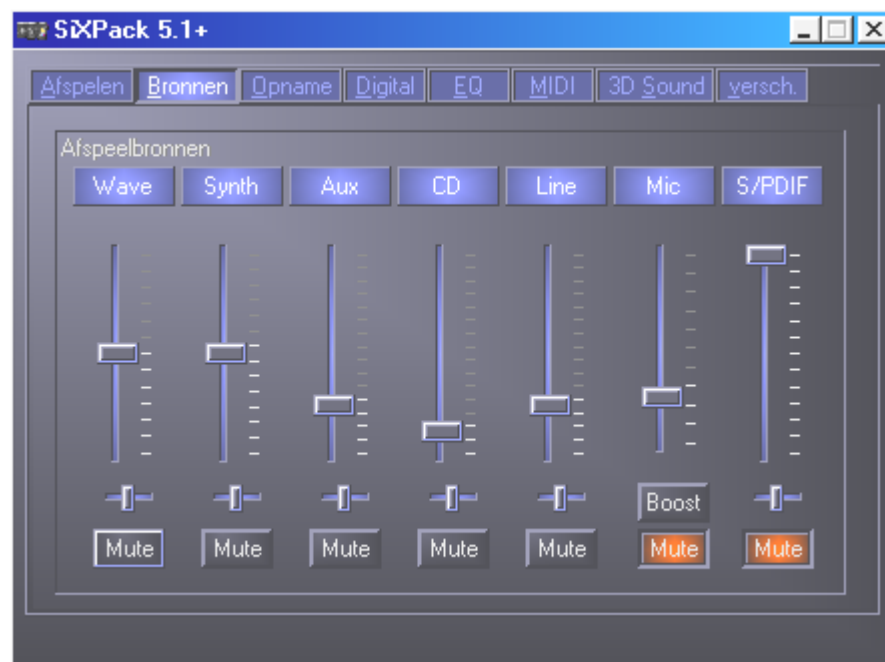 SiXPack 5.1+
Afspelen Bronnen Opname Digital EQ MIDI 3D Sound versch.
Afspeelbronnen
Wave Synth Aux CD Line Mic S/PDIF
Boost
Mute Mute Mute Mute Mute Mute Mute